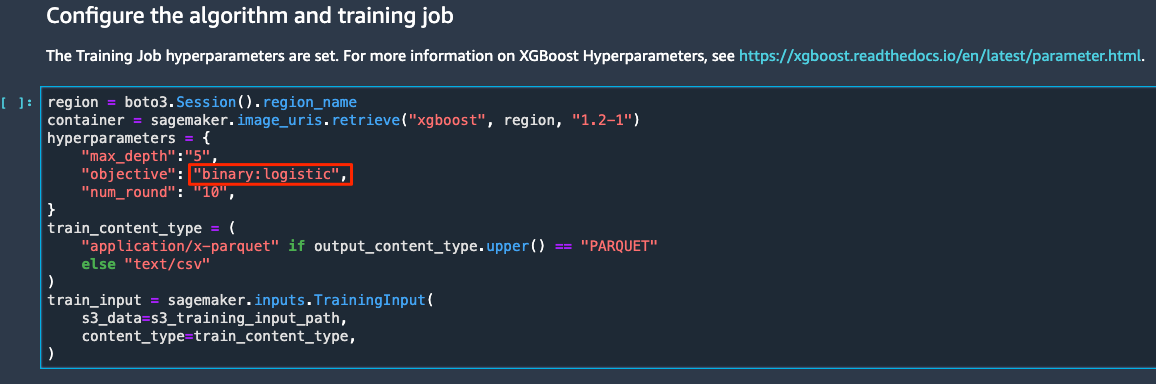 Configure the algorithm and training job
The Training Job hyperparameters are set. For more information on XGBoost Hyperparameters, see https://xgboost.readthedocs.io/en/latest/parameter.html.
[ ]: region = boto3.Session().region_name
container = sagemaker.image_uris.retrieve("xgboost", region, "1.2-1")
hyperparameters = {
    "max_depth":"5",
    "objective": "binary:logistic",
    "num_round": "10",
}
train_content_type = (
    "application/x-parquet" if output_content_type.upper() == "PARQUET"
    else "text/csv"
)
train_input = sagemaker.inputs.TrainingInput(
    s3_data=s3_training_input_path,
    content_type=train_content_type,
)